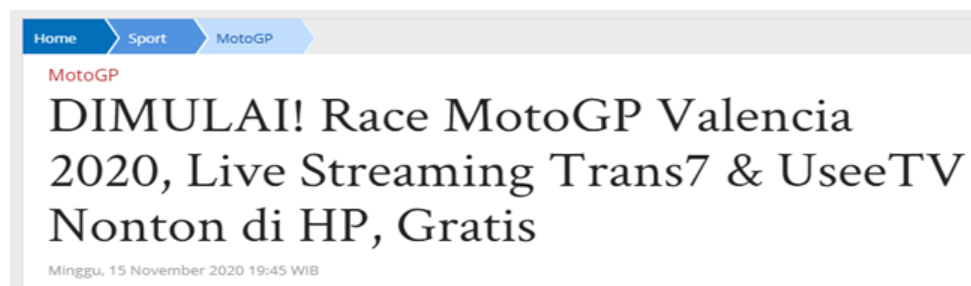 Home Sport MotoGP
MotoGP
DIMULAI! Race MotoGP Valencia
2020, Live Streaming Trans7 & UseeTV
Nonton di HP, Gratis
Minggu, 15 November 2020 19:45 WIB